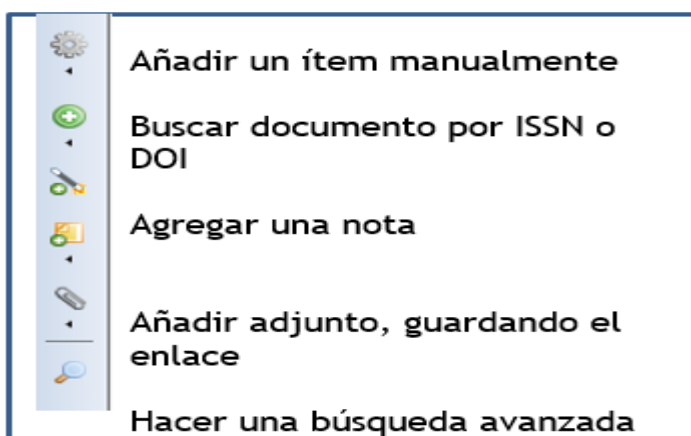 Añadir un ítem manualmente
Buscar documento por ISSN o
DOI
Agregar una nota
Añadir adjunto, guardando el
enlace
Hacer una búsqueda avanzada